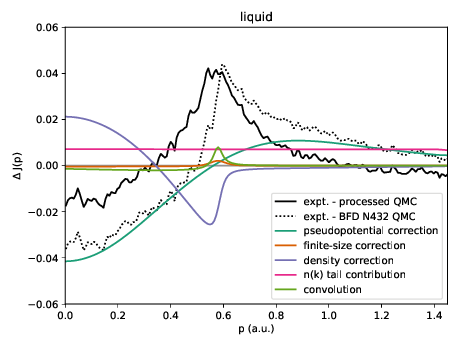 liquid
0.06
0.04
0.02
0.00
−0.02
−0.04
−0.06
Δ J(p)
expt. - processed QMC
expt. - BFD N432 QMC
pseudopotential correction
finite-size correction
density correction
n(k) tail contribution
convolution
0.0 0.2 0.4 0.6 0.8 1.0 1.2 1.4
p (a.u.)